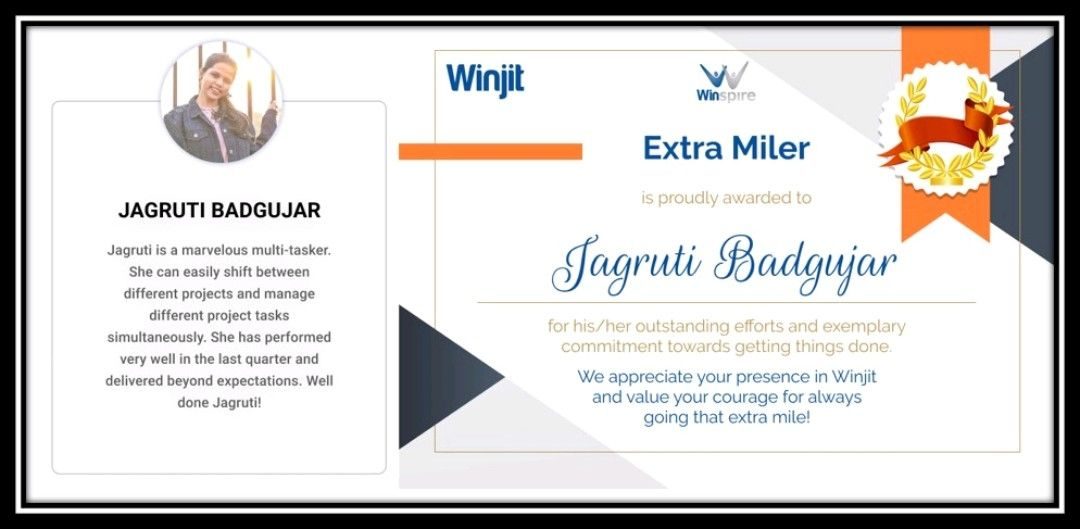 JAGRUTI BADGUJAR
Jagruti is a marvelous multi-tasker.
She can easily shift between
different projects and manage
different project tasks
simultaneously. She has performed
very well in the last quarter and
delivered beyond expectations. Well
done Jagruti!
Winjit
Winspire
Extra Miler
is proudly awarded to
Jagruti Badgujar
for his/her outstanding efforts and exemplary
commitment towards getting things done.
We appreciate your presence in Winjit
and value your courage for always
going that extra mile!